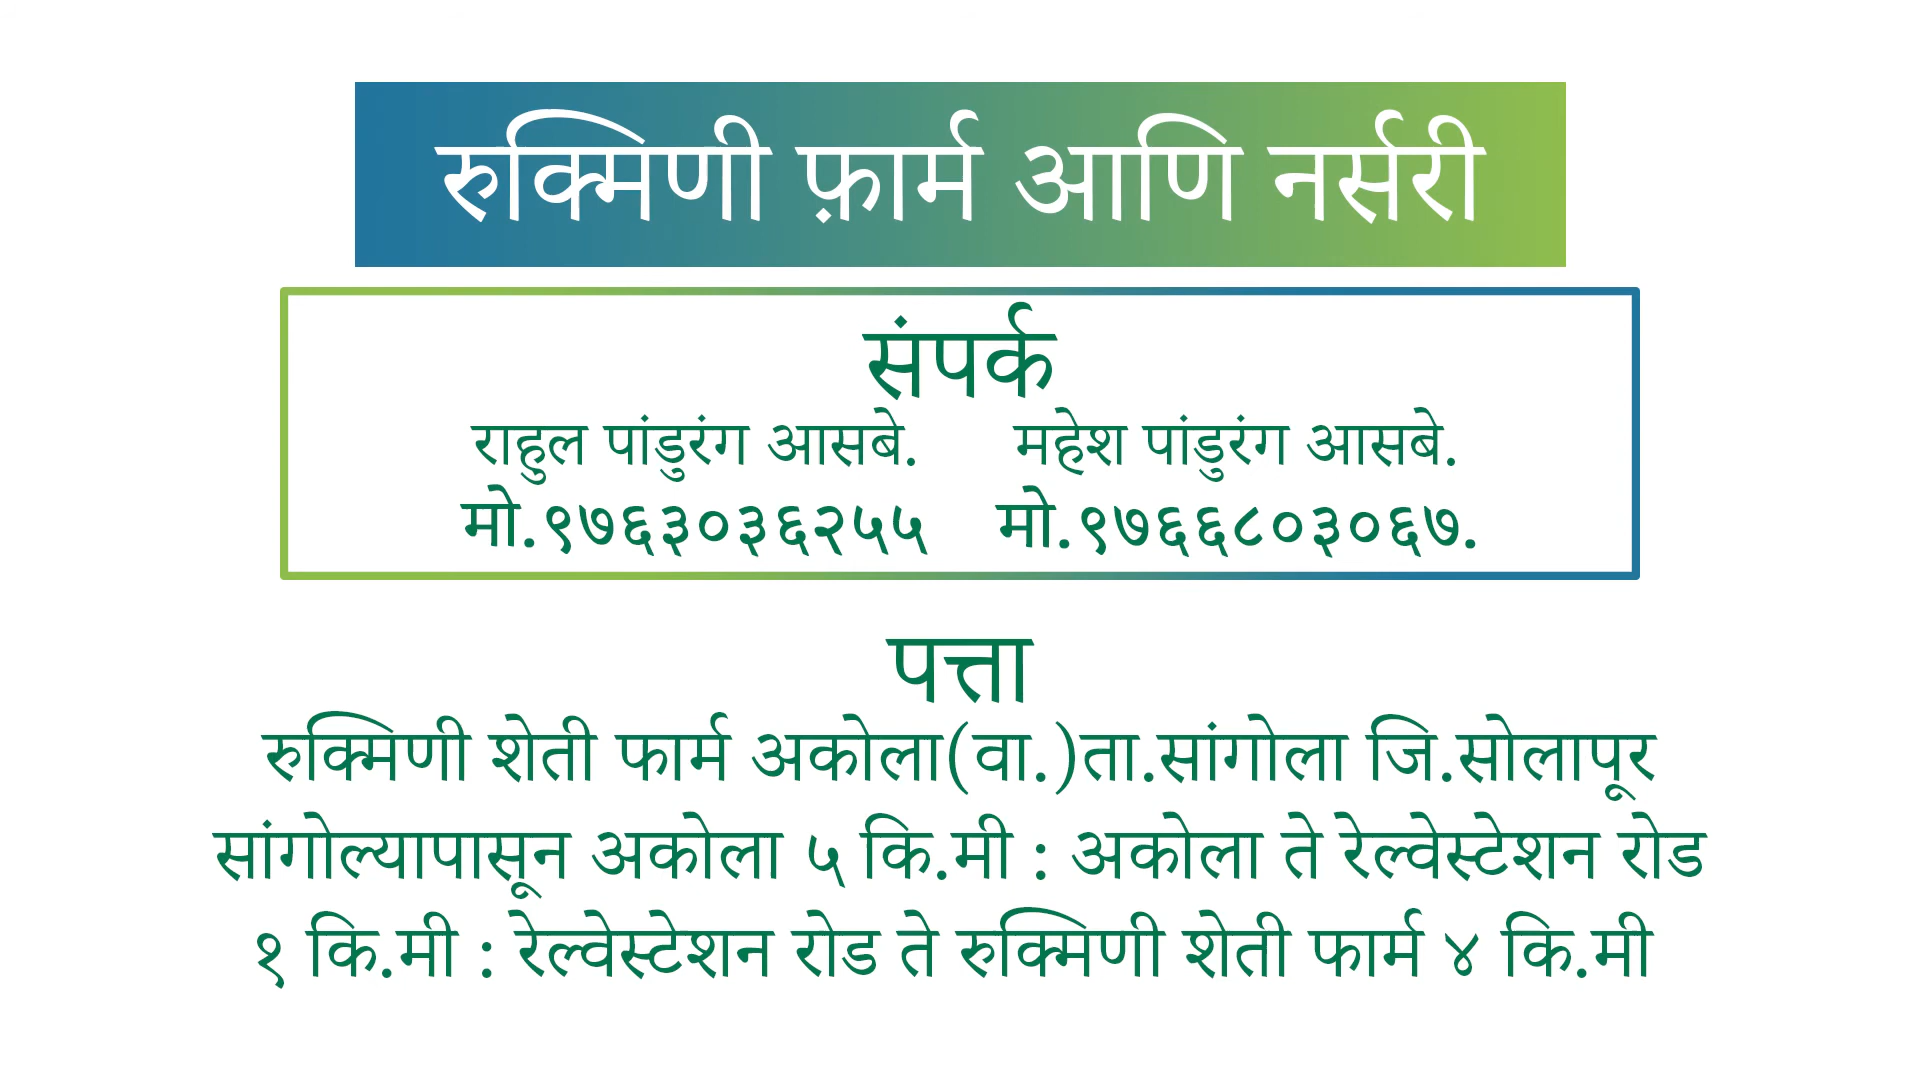 रुक्मिणी फ़ार्म आणि नर्सरी
संपर्क
राहुल पांडुरंग आसबे. महेश पांडुरंग आसबे.
मो.९७६३०३६२५५ मो.९७६६८०३०६७.
पत्ता
रुक्मिणी शेती फार्म अकोला(वा.)ता.सांगोला जि.सोलापूर
सांगोल्यापासून अकोला ५ कि.मी : अकोला ते रेल्वेस्टेशन रोड
१ कि.मी : रेल्वेस्टेशन रोड ते रुक्मिणी शेती फार्म ४ कि.मी